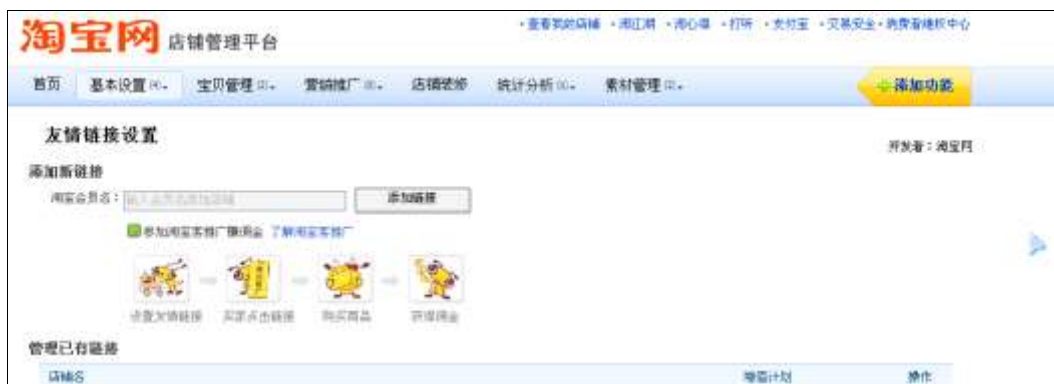 淘宝网 店铺管理平台
·查看我的店铺 ·淘江湖 ·淘心得 ·打听 ·支付宝 ·交易安全 ·消费者维权中心
首页 基本设置 宝贝管理 营销推广 店铺装修 统计分析 素材管理 添加功能
友情链接设置
开发者：淘宝网
添加新链接
淘宝会员名： 添加链接
参加淘宝客推广赚佣金 了解淘宝客推广
设置友情链接 买家点击链接 购买商品 获得佣金
管理已有链接
店铺名 增值计划 操作